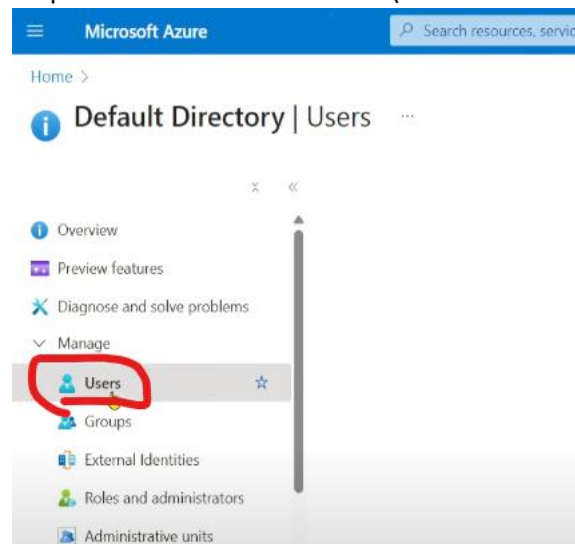 Microsoft Azure Search resources, servic
Home >
Default Directory | Users ...
Overview
Preview features
Diagnose and solve problems
Manage
Users
Groups
External Identities
Roles and administrators
Administrative units